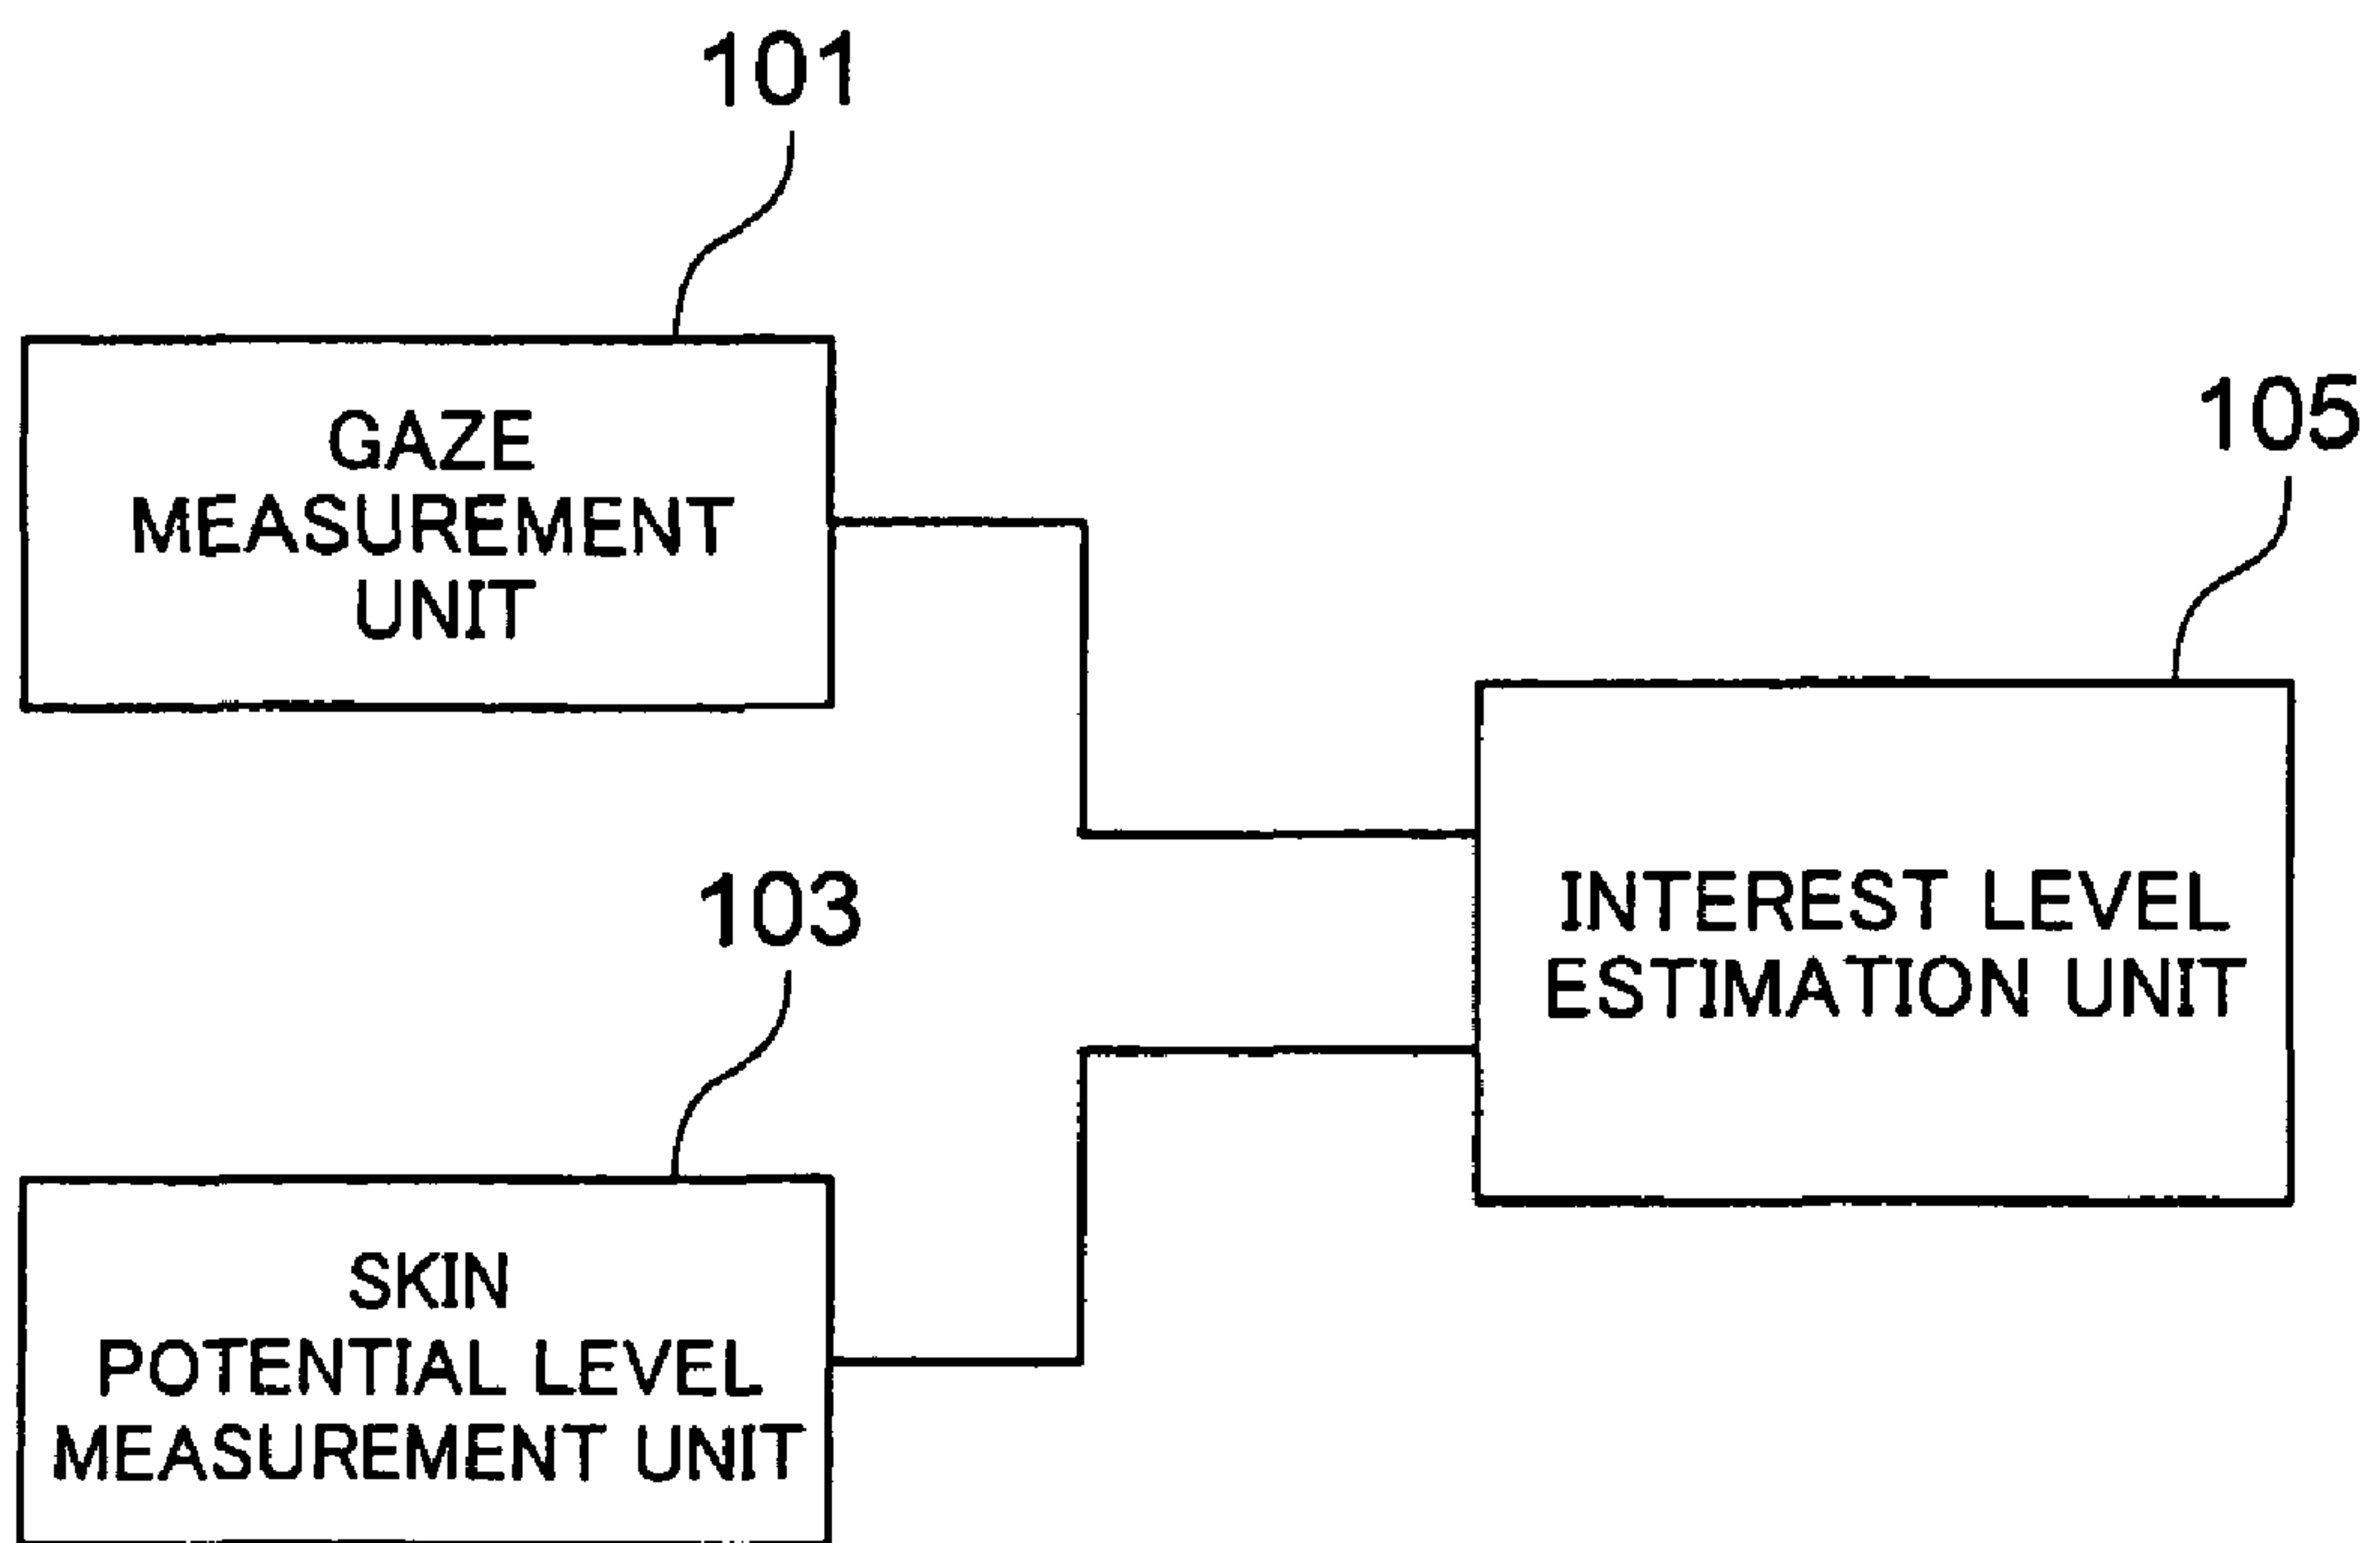 101
GAZE
MEASUREMENT
UNIT
105
103
INTEREST LEVEL
ESTIMATION UNIT
SKIN
POTENTIAL LEVEL
MEASUREMENT UNIT